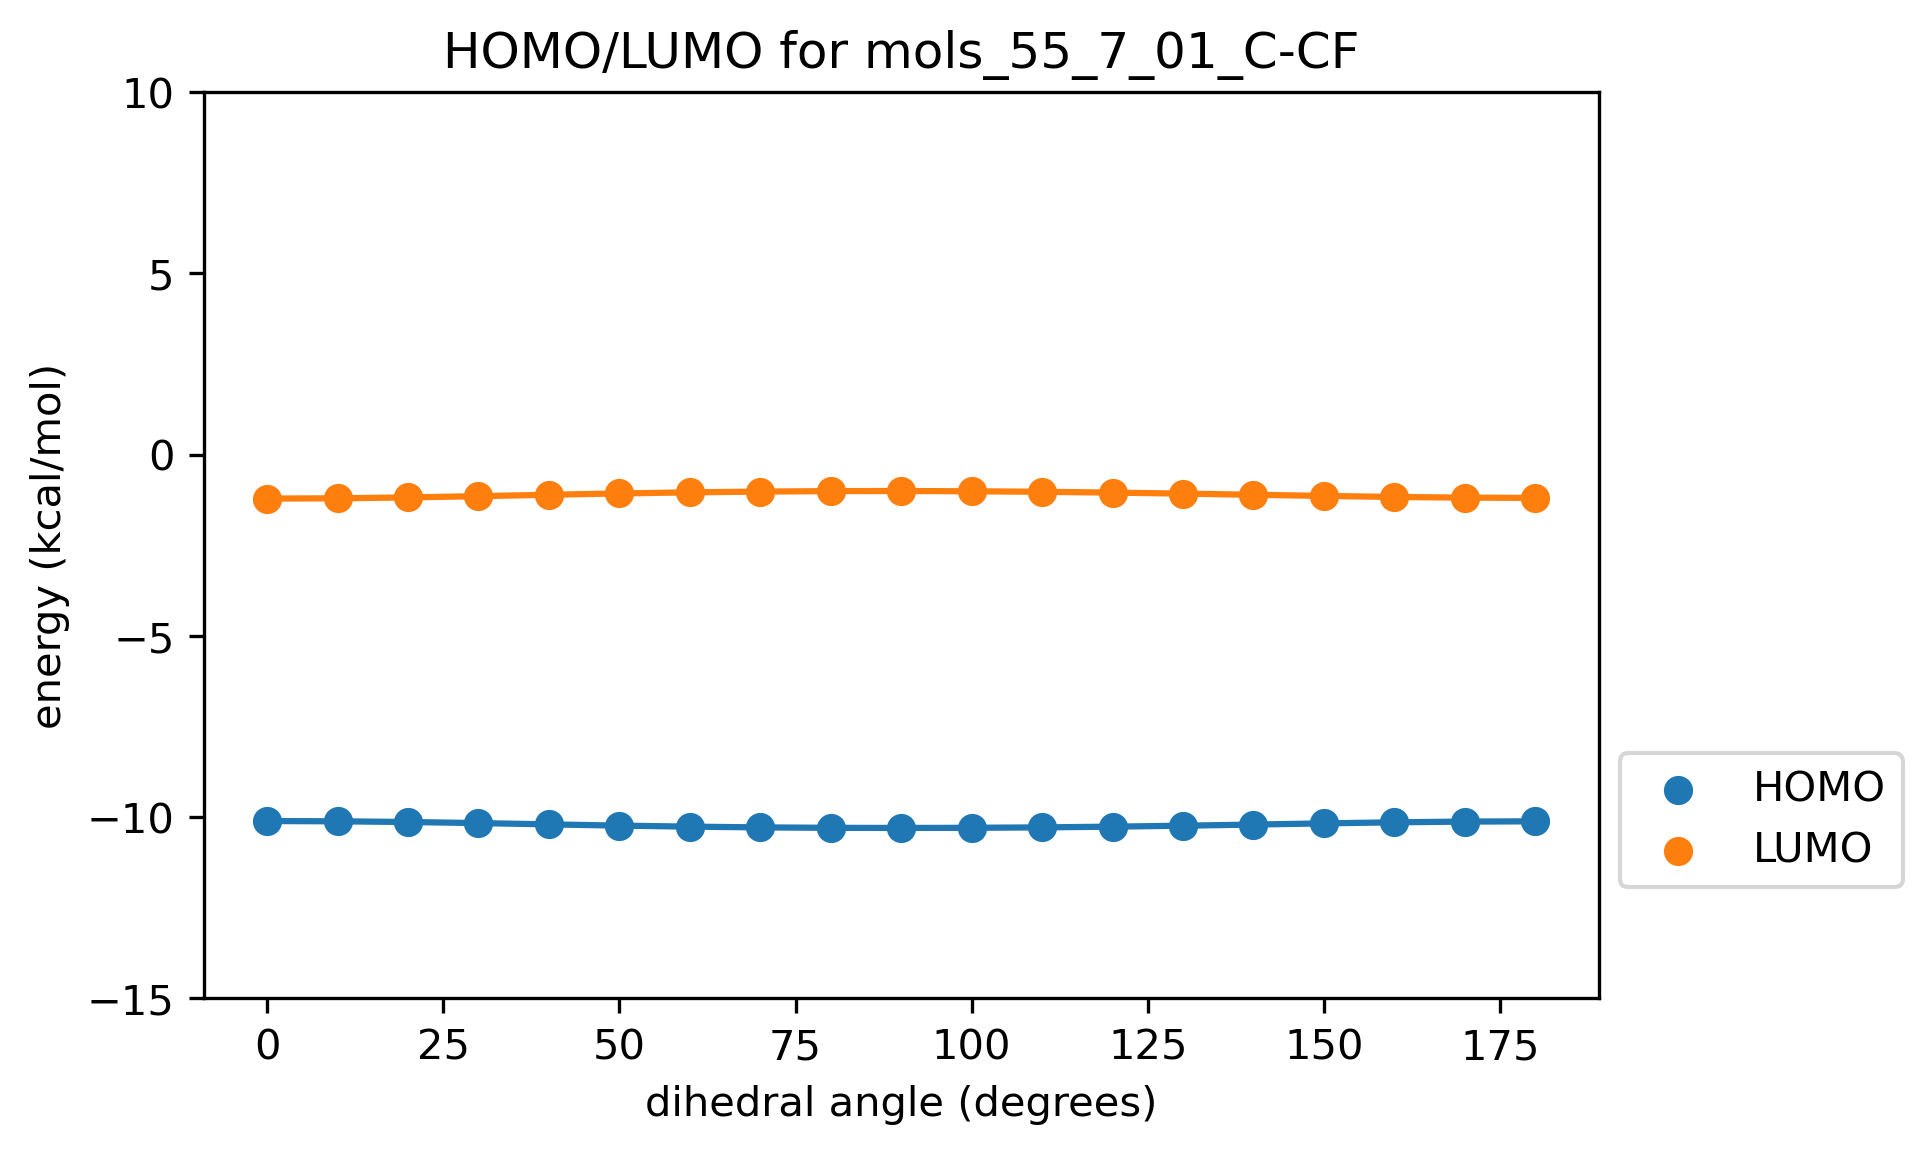 HOMO/LUMO for mols_55_7_01_C-CF
10
5
0
−5
−10
−15
energy (kcal/mol)
0 25 50 75 100 125 150 175
dihedral angle (degrees)
HOMO
LUMO